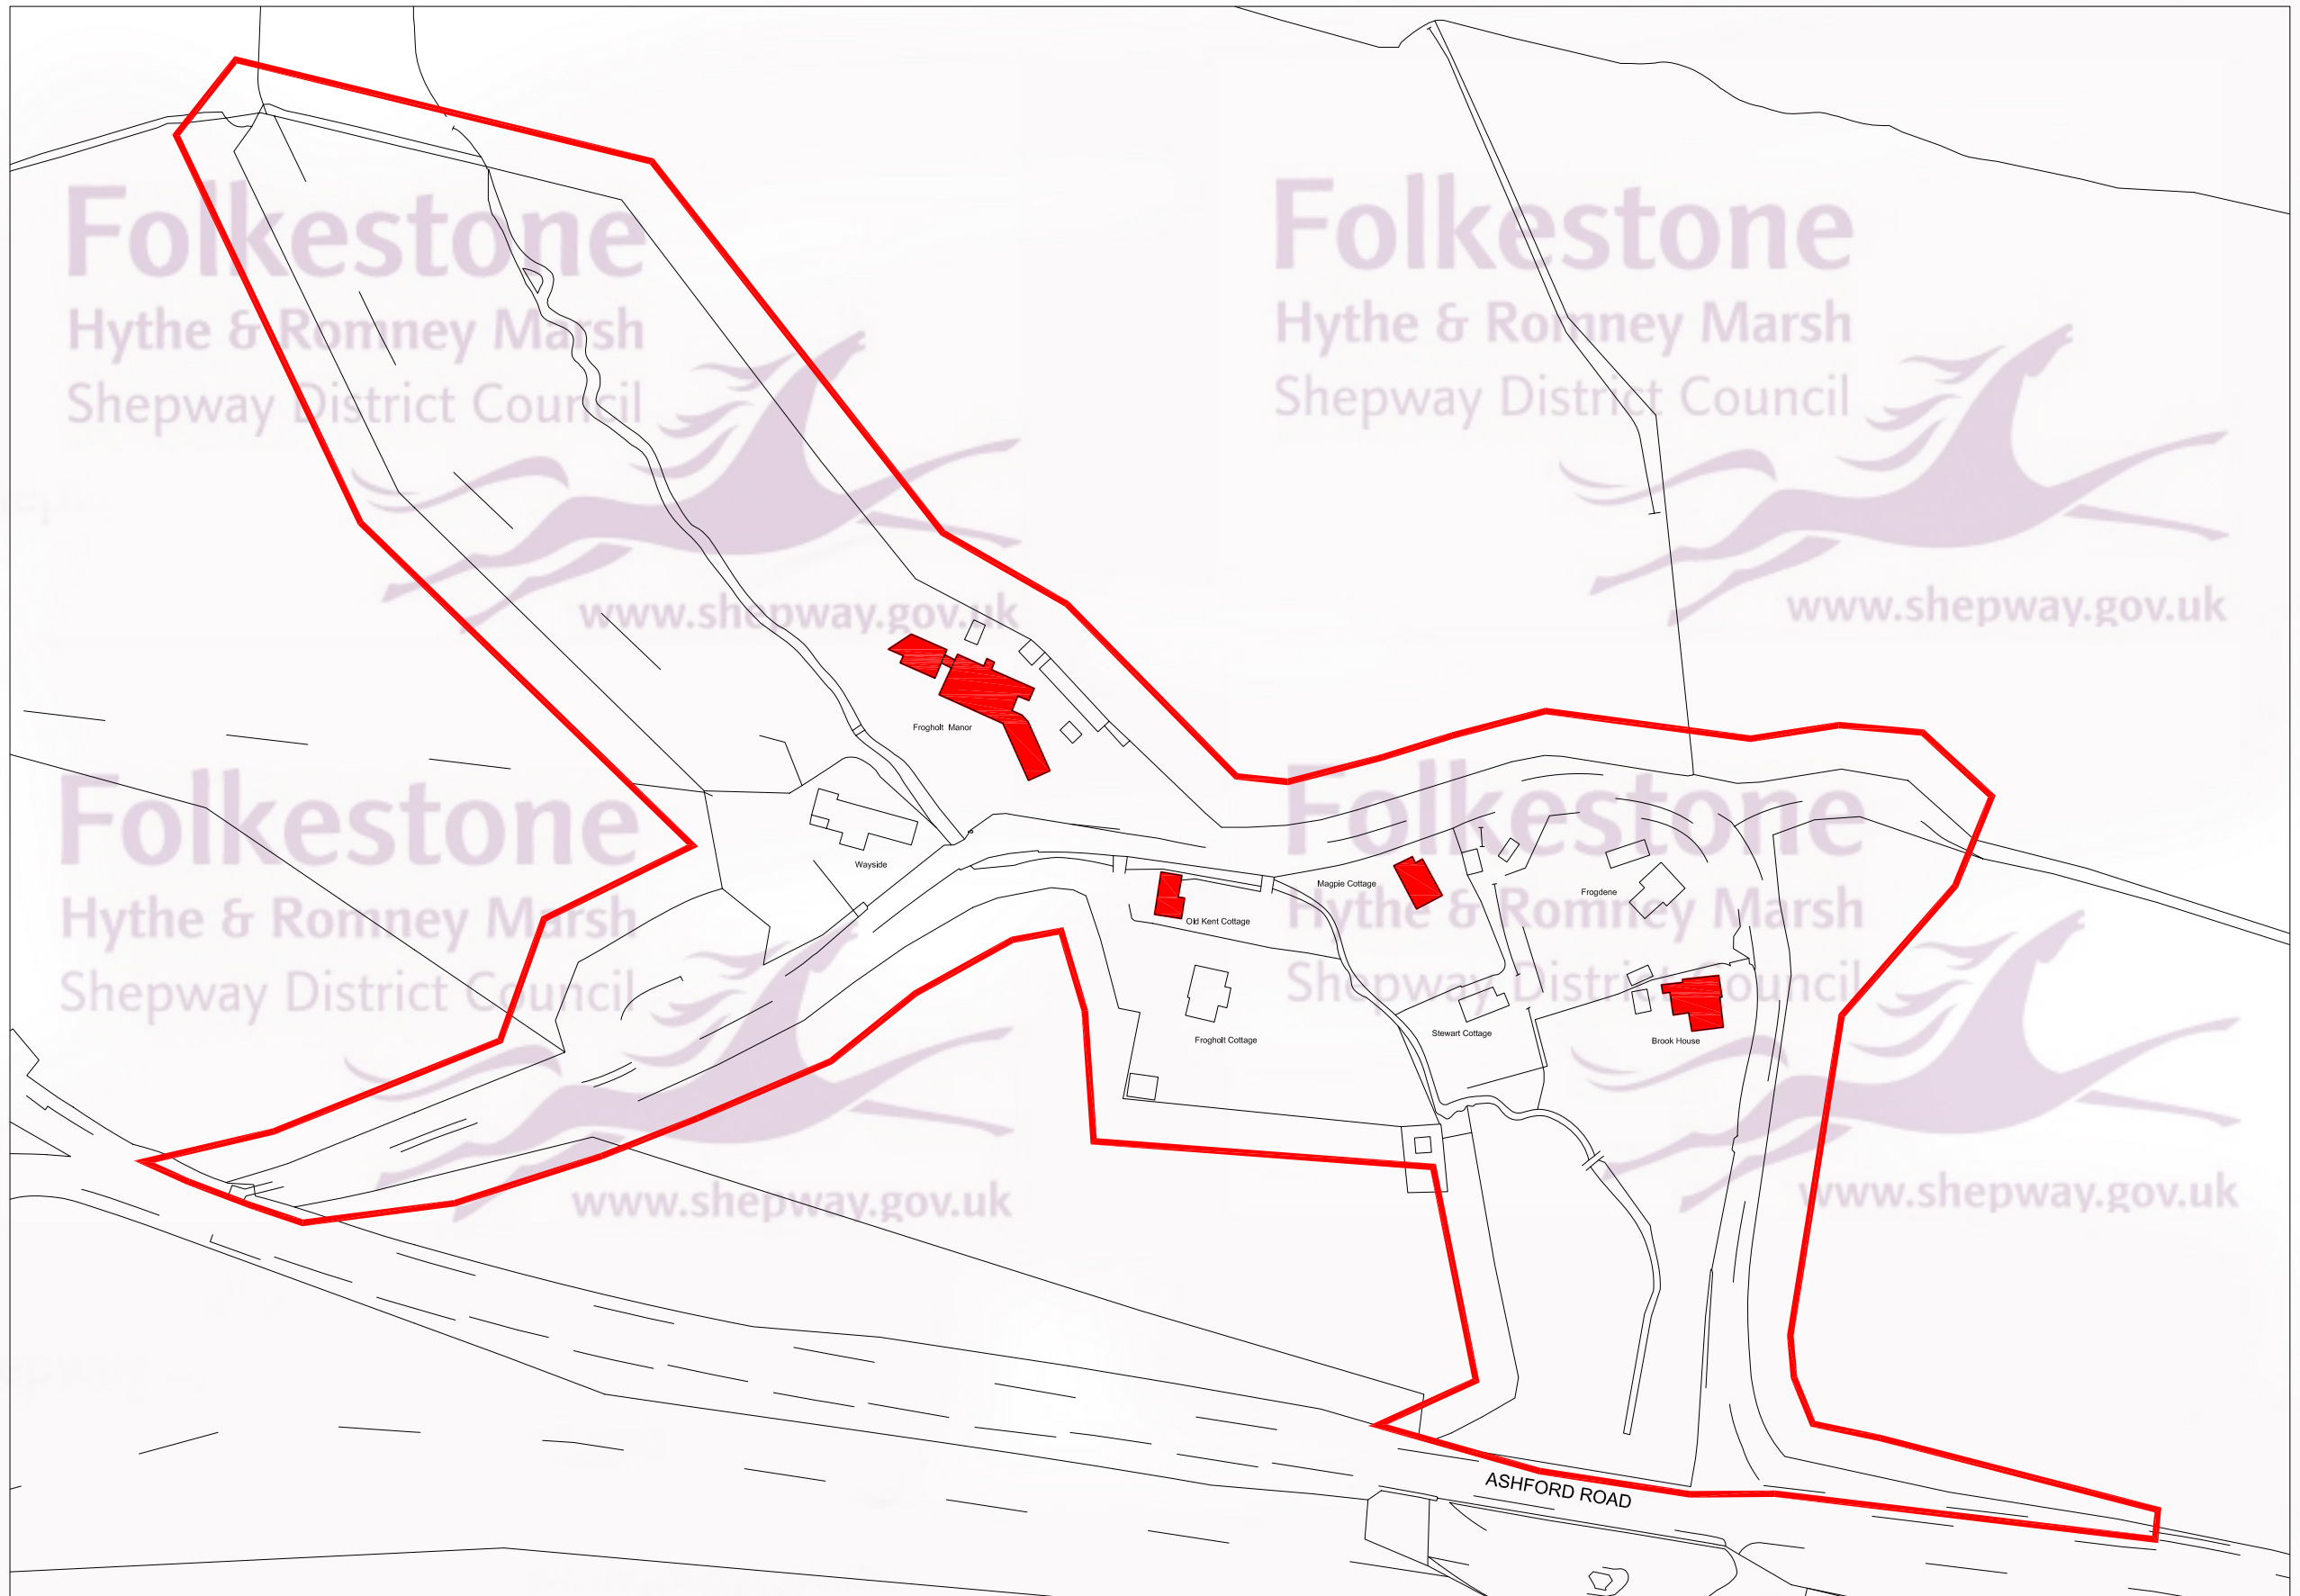 Folkestone
Hythe & Romney Marsh
Shepway District Council
www.shepway.gov.uk
Folkestone
Hythe & Romney Marsh
Shepway District Council
www.shepway.gov.uk
Frogholt Manor
Wayside
Old Kent Cottage
Magpie Cottage
Frogdene
Frogholt Cottage
Stewart Cottage
Brook House
Folkestone
Hythe & Romney Marsh
Shepway District Council
www.shepway.gov.uk
Folkestone
Hythe & Romney Marsh
Shepway District Council
www.shepway.gov.uk
ASHFORD ROAD